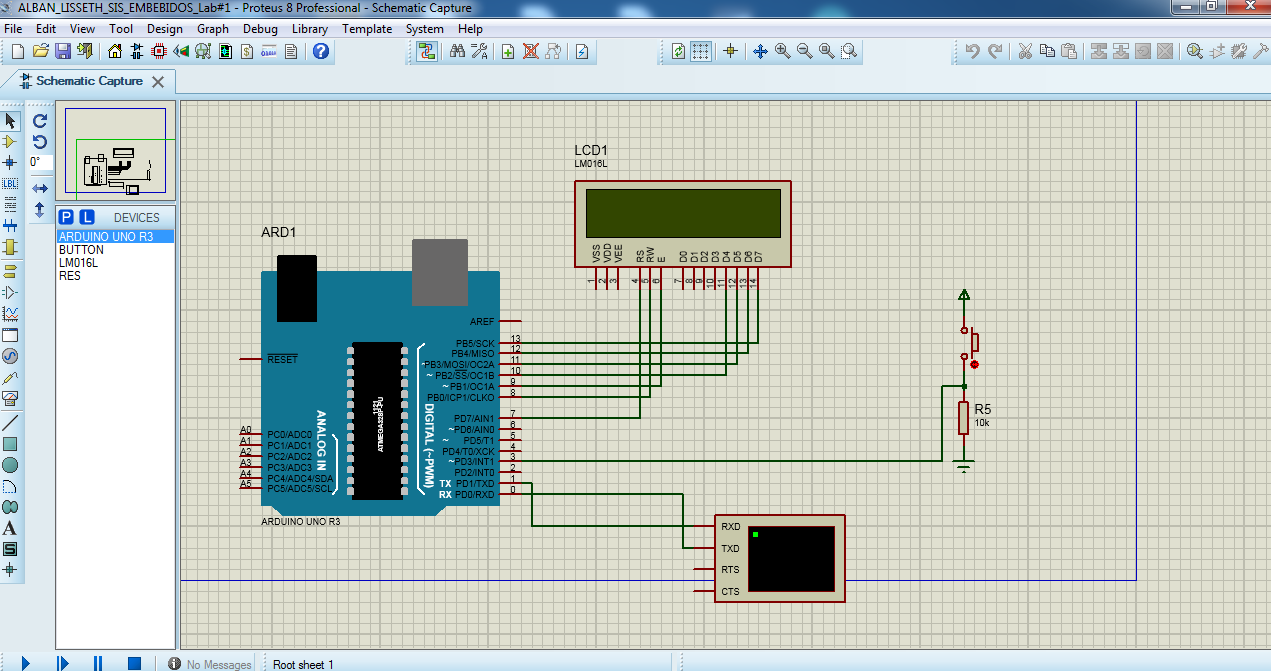 ALBAN_LISSETH_SIS_EMBEBIDOS_Lab#1 - Proteus 8 Professional - Schematic Capture
File Edit View Tool Design Graph Debug Library Template System Help
Schematic Capture
0°
LBL
P L DEVICES
ARDUINO UNO R3
BUTTON
LM016L
RES
A
S
LCD1
LM016L
VSS
VDD
VEE
RS
RW
E
D0
D1
D2
D3
D4
D5
D6
D7
1
2
3
4
5
6
7
8
9
10
11
12
13
14
ARD1
AREF
RESET
PB5/SCK 13
PB4/MISO 12
PB3/MOSI/OC2A 11
~ PB2/SS/OC1B 10
~ PB1/OC1A 9
PB0/ICP1/CLKO 8
PD7/AIN1 7
~ PD6/AIN0 6
~ PD5/T1 5
PD4/T0/XCK 4
~ PD3/INT1 3
PD2/INT0 2
TX PD1/TXD 1
RX PD0/RXD 0
DIGITAL (~PWM)
1121
ATMEGA328P-PU
ANALOG IN
A0 PC0/ADC0
A1 PC1/ADC1
A2 PC2/ADC2
A3 PC3/ADC3
A4 PC4/ADC4/SDA
A5 PC5/ADC5/SCL
ARDUINO UNO R3
R5
10k
RXD
TXD
RTS
CTS
No Messages
Root sheet 1